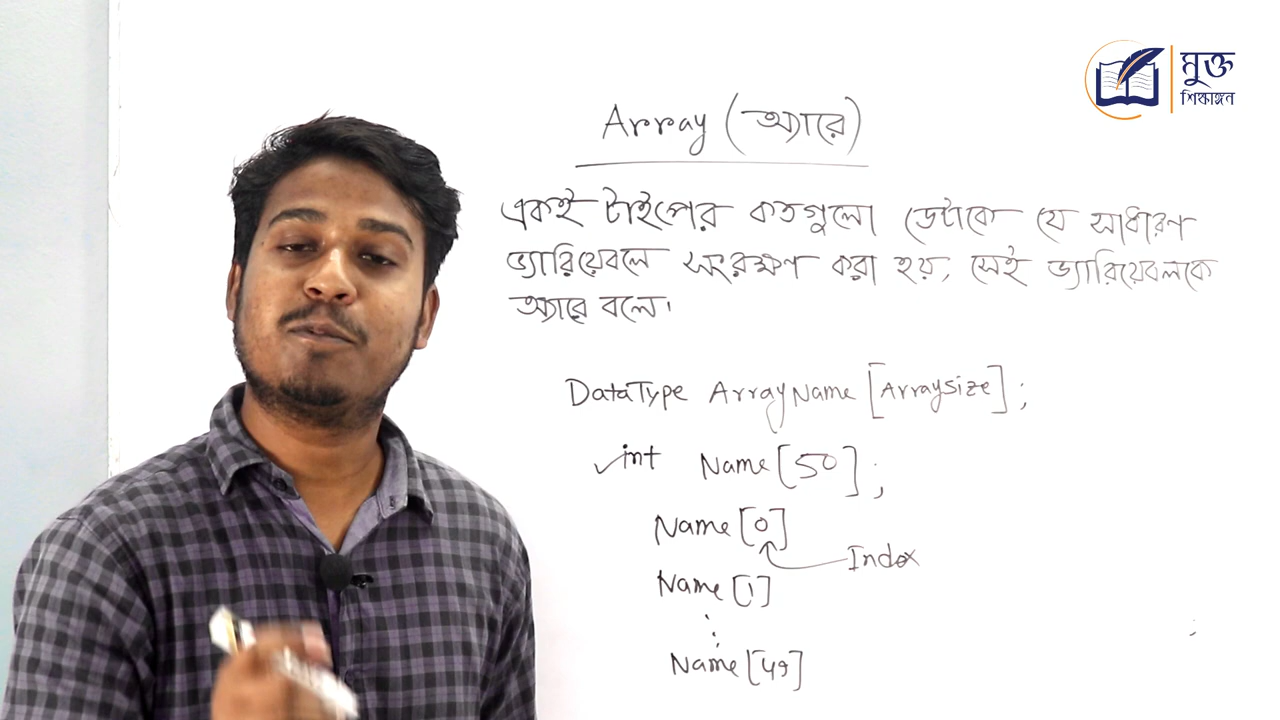 মুক্ত
শিক্ষাঙ্গন
Array (অ্যারে)
একই টাইপের কতগুলো ডেটাকে যে সাধারণ
ভ্যারিয়েবলে সংরক্ষণ করা হয়, সেই ভ্যারিয়েবলকে
অ্যারে বলে।
DataType ArrayName [Arraysize];
✓int Name [50];
Name [0]
Index
Name [1]
⋮
Name [49]